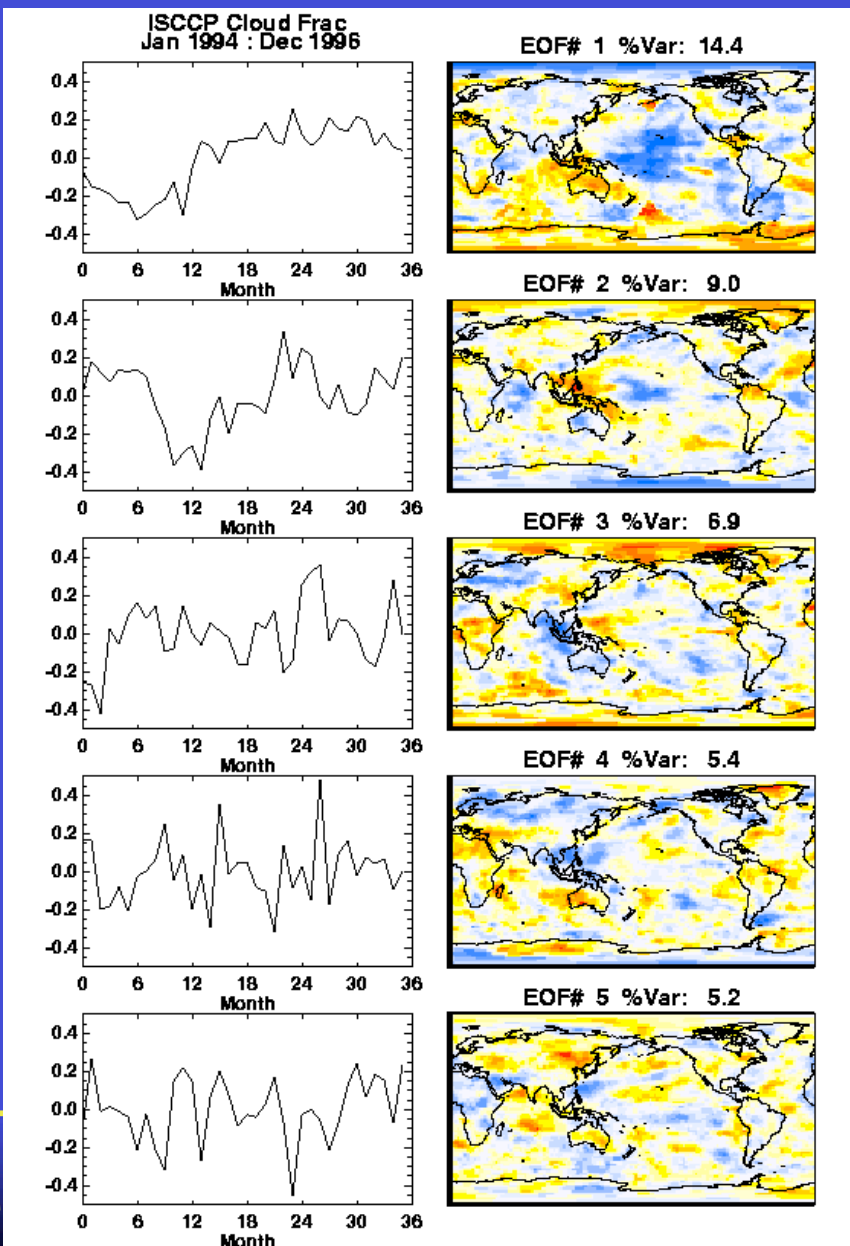 ISCCP Cloud Frac
Jan 1994 : Dec 1996
EOF# 1 %Var: 14.4
0.4
0.2
0.0
-0.2
-0.4
0 6 12 18 24 30 36
Month
EOF# 2 %Var: 9.0
0.4
0.2
0.0
-0.2
-0.4
0 6 12 18 24 30 36
Month
EOF# 3 %Var: 6.9
0.4
0.2
0.0
-0.2
-0.4
0 6 12 18 24 30 36
Month
EOF# 4 %Var: 5.4
0.4
0.2
0.0
-0.2
-0.4
0 6 12 18 24 30 36
Month
EOF# 5 %Var: 5.2
0.4
0.2
0.0
-0.2
-0.4
0 6 12 18 24 30 36
Month